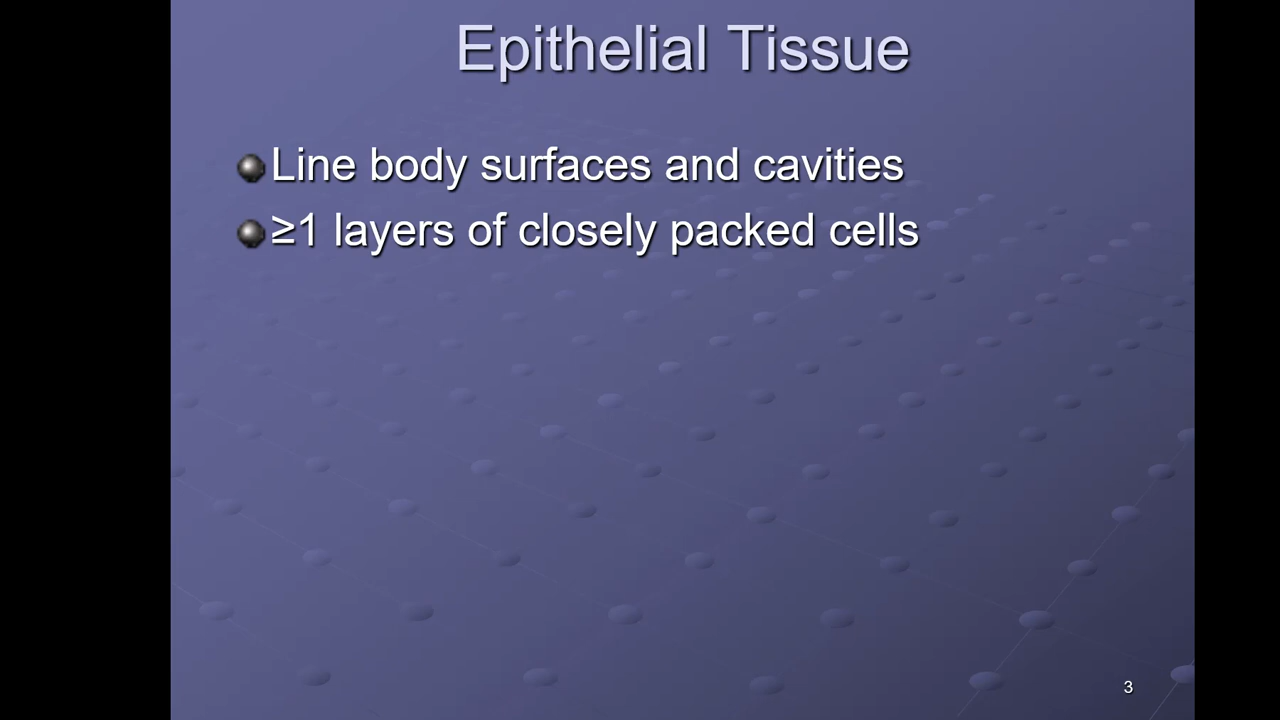 Epithelial Tissue
Line body surfaces and cavities
≥1 layers of closely packed cells
3